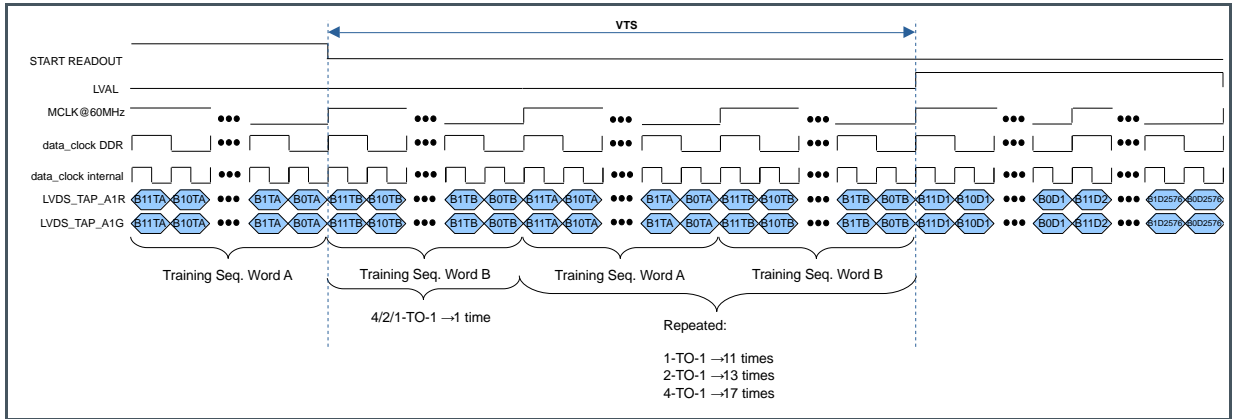 VTS
START READOUT
LVAL
MCLK@60MHz
data_clock DDR
data_clock internal
LVDS_TAP_A1R B11TA B10TA B1TA B0TA B11TB B10TB B1TB B0TB B11TA B10TA B1TA B0TA B11TB B10TB B1TB B0TB B11D1 B10D1 B0D1 B11D2 B1D2576 B0D2576
LVDS_TAP_A1G B11TA B10TA B1TA B0TA B11TB B10TB B1TB B0TB B11TA B10TA B1TA B0TA B11TB B10TB B1TB B0TB B11D1 B10D1 B0D1 B11D2 B1D2576 B0D2576
Training Seq. Word A Training Seq. Word B Training Seq. Word A Training Seq. Word B
4/2/1-TO-1 →1 time
Repeated:
1-TO-1 →11 times
2-TO-1 →13 times
4-TO-1 →17 times